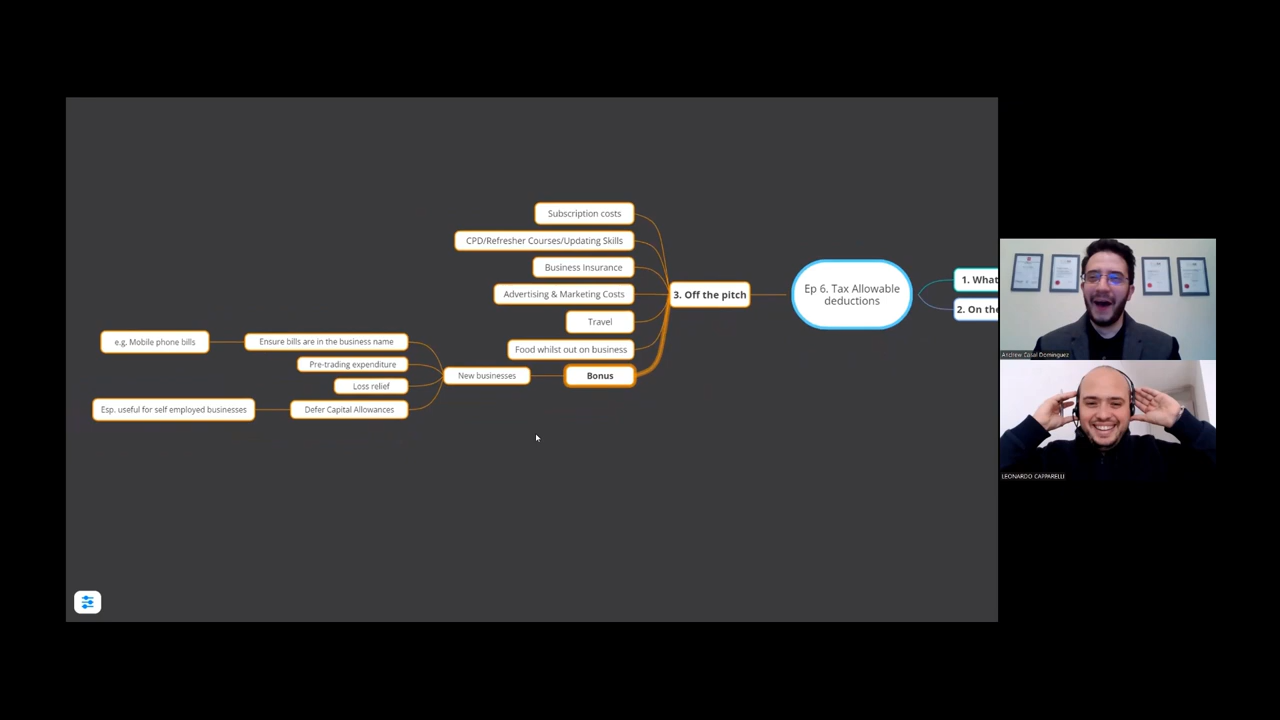 Subscription costs
CPD/Refresher Courses/Updating Skills
Business Insurance
Advertising & Marketing Costs
Travel
Food whilst out on business
Bonus
3. Off the pitch
Ep 6. Tax Allowable
deductions
1. What
2. On the
New businesses
Ensure bills are in the business name
e.g. Mobile phone bills
Pre-trading expenditure
Loss relief
Defer Capital Allowances
Esp. useful for self employed businesses
Andrew Casal Dominguez
LEONARDO CAPPARELLI